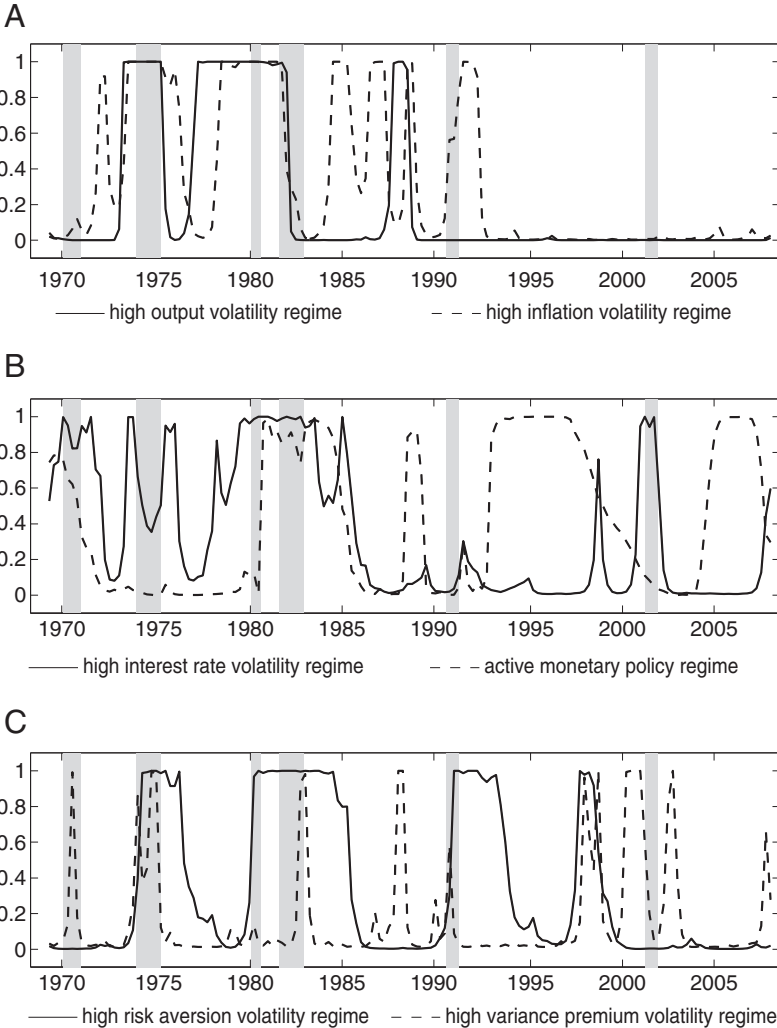 A
1
0.8
0.6
0.4
0.2
0
1970 1975 1980 1985 1990 1995 2000 2005
high output volatility regime high inflation volatility regime
B
1
0.8
0.6
0.4
0.2
0
1970 1975 1980 1985 1990 1995 2000 2005
high interest rate volatility regime active monetary policy regime
C
1
0.8
0.6
0.4
0.2
0
1970 1975 1980 1985 1990 1995 2000 2005
high risk aversion volatility regime high variance premium volatility regime